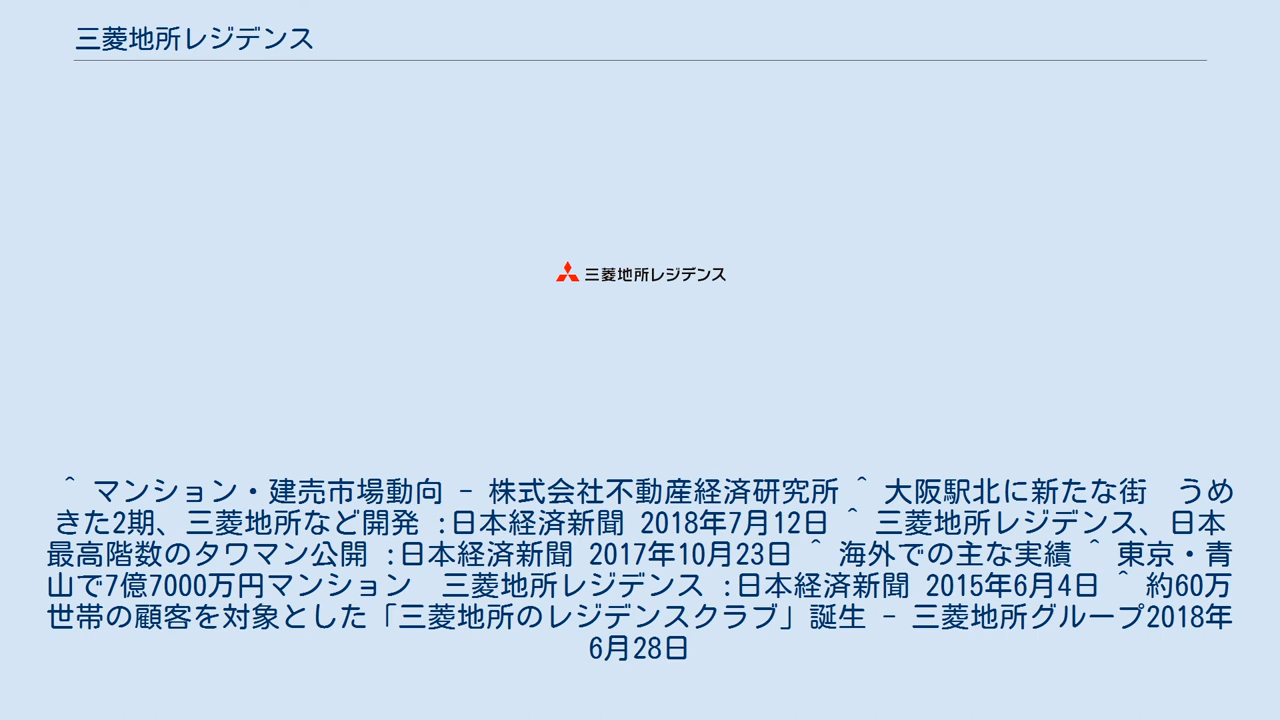 三菱地所レジデンス
三菱地所レジデンス
^ マンション・建売市場動向 - 株式会社不動産経済研究所 ^ 大阪駅北に新たな街　うめ
きた2期、三菱地所など開発 :日本経済新聞 2018年7月12日 ^ 三菱地所レジデンス、日本
最高階数のタワマン公開 :日本経済新聞 2017年10月23日 ^ 海外での主な実績 ^ 東京・青
山で7億7000万円マンション　三菱地所レジデンス :日本経済新聞 2015年6月4日 ^ 約60万
世帯の顧客を対象とした「三菱地所のレジデンスクラブ」誕生 - 三菱地所グループ2018年
6月28日